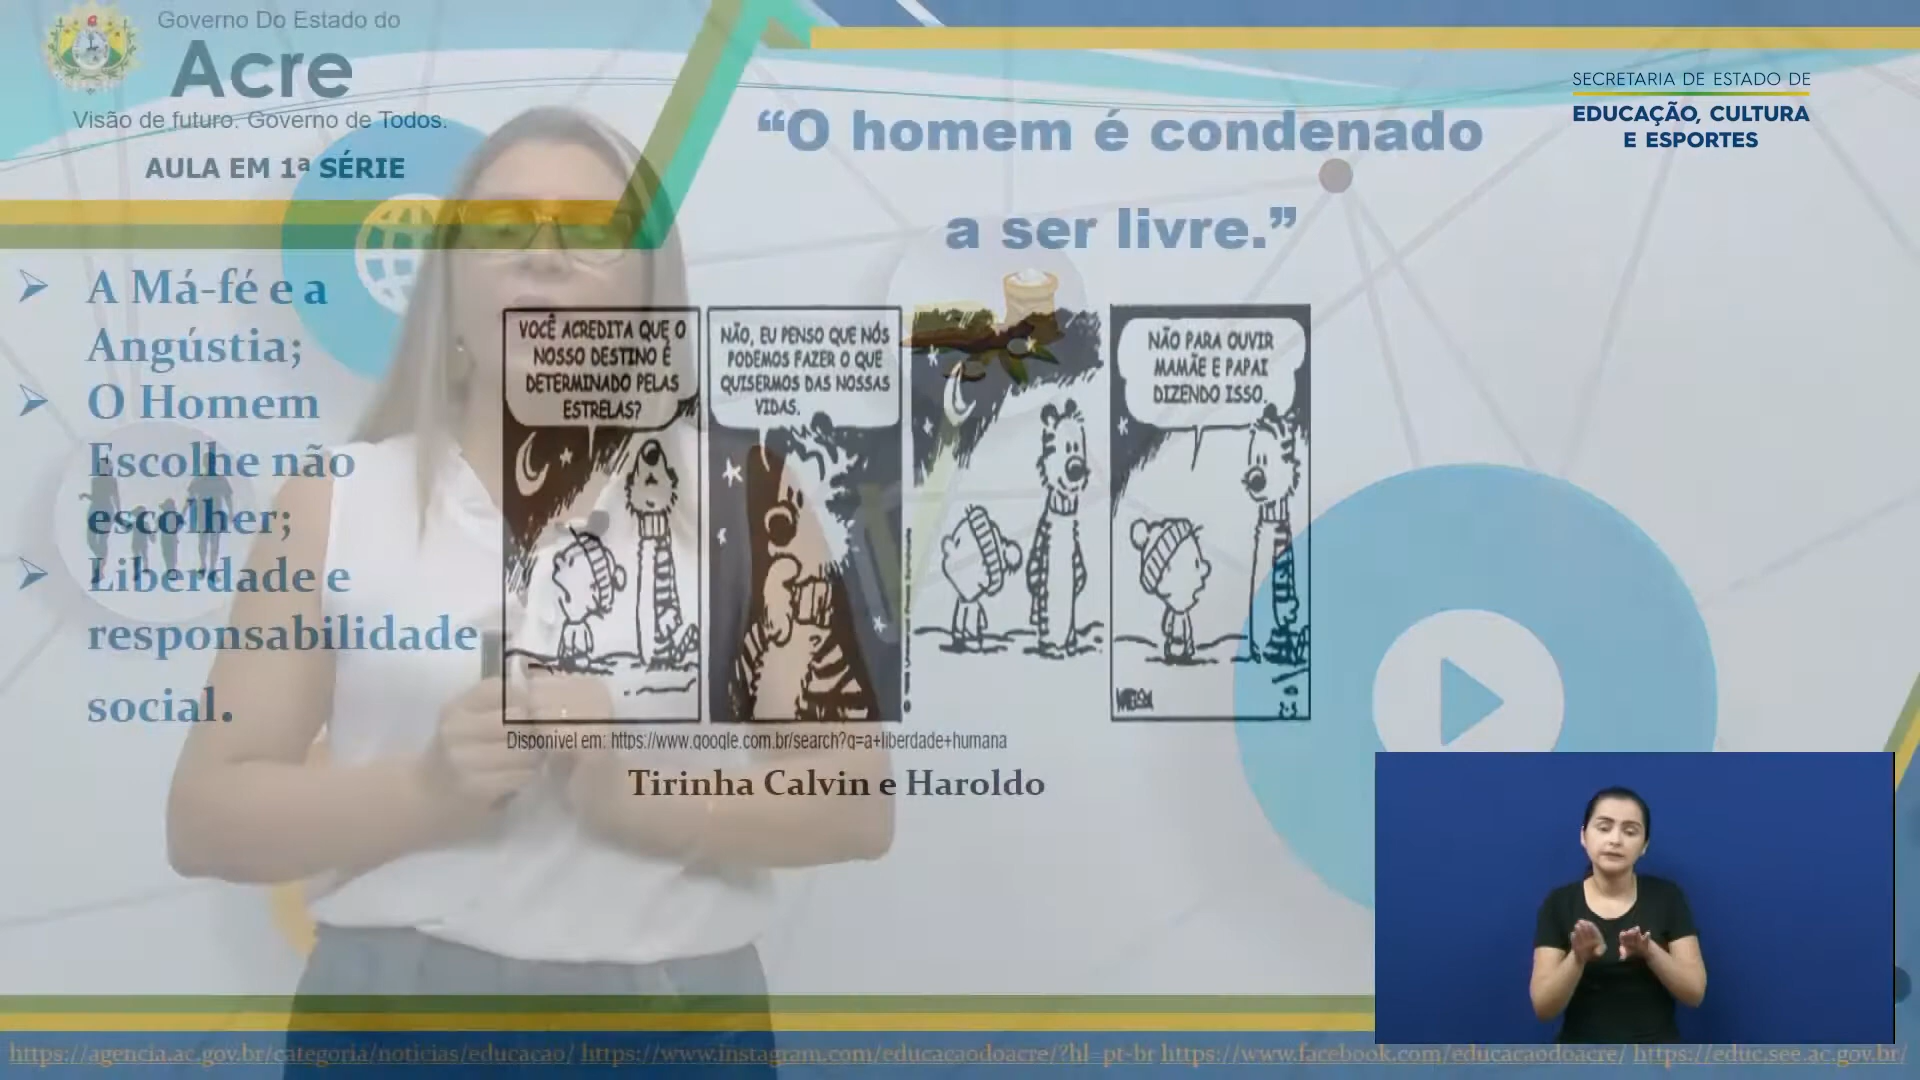 Governo Do Estado do
Acre
Visão de futuro. Governo de Todos.
AULA EM 1ª SÉRIE
SECRETARIA DE ESTADO DE
EDUCAÇÃO, CULTURA
E ESPORTES
“O homem é condenado
a ser livre.”
➢ A Má-fé e a
Angústia;
➢ O Homem
Escolhe não
escolher;
➢ Liberdade e
responsabilidade
social.
VOCÊ ACREDITA QUE O
NOSSO DESTINO É
DETERMINADO PELAS
ESTRELAS?
NÃO, EU PENSO QUE NÓS
PODEMOS FAZER O QUE
QUISERMOS DAS NOSSAS
VIDAS.
NÃO PARA OUVIR
MAMÃE E PAPAI
DIZENDO ISSO.
Disponível em: https://www.google.com.br/search?q=a+liberdade+humana
Tirinha Calvin e Haroldo
https://agencia.ac.gov.br/categoria/noticias/educacao/ https://www.instagram.com/educacaodoacre/?hl=pt-br https://www.facebook.com/educacaodoacre/ https://educ.see.ac.gov.br/